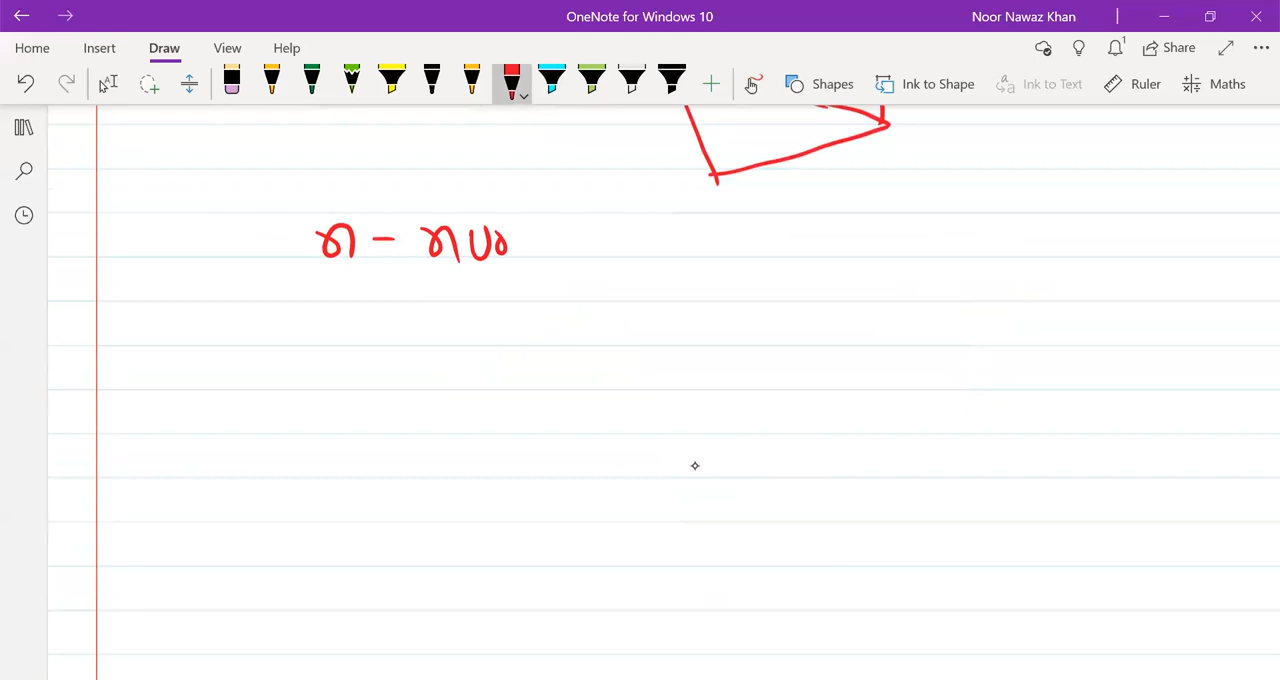 OneNote for Windows 10
Noor Nawaz Khan
Home Insert Draw View Help
1
Share
Shapes
Ink to Shape
Ink to Text
Ruler
Maths